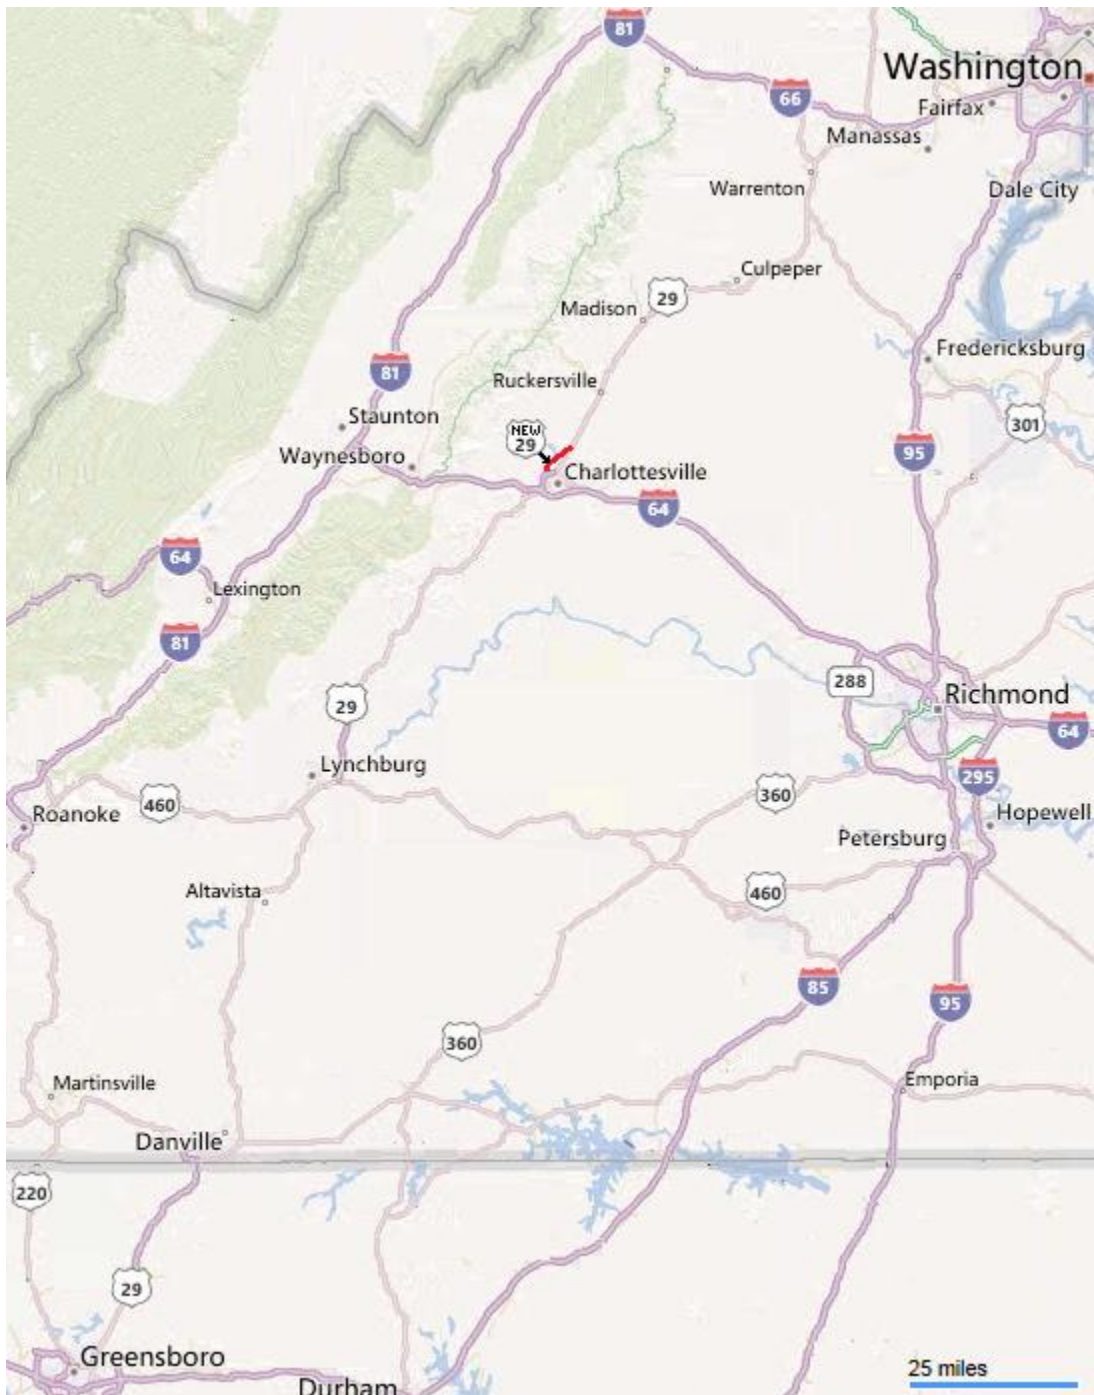 81
Washington
66
Fairfax
Manassas
Warrenton
Dale City
Culpeper
29
Madison
Fredericksburg
81
Ruckersville
Staunton
301
NEW
29
Waynesboro
95
Charlottesville
64
64
Lexington
81
288
Richmond
29
64
Lynchburg
295
460
360
Roanoke
Hopewell
Petersburg
Altavista
460
85
95
360
Martinsville
Emporia
Danville
220
29
Greensboro
25 miles
Durham